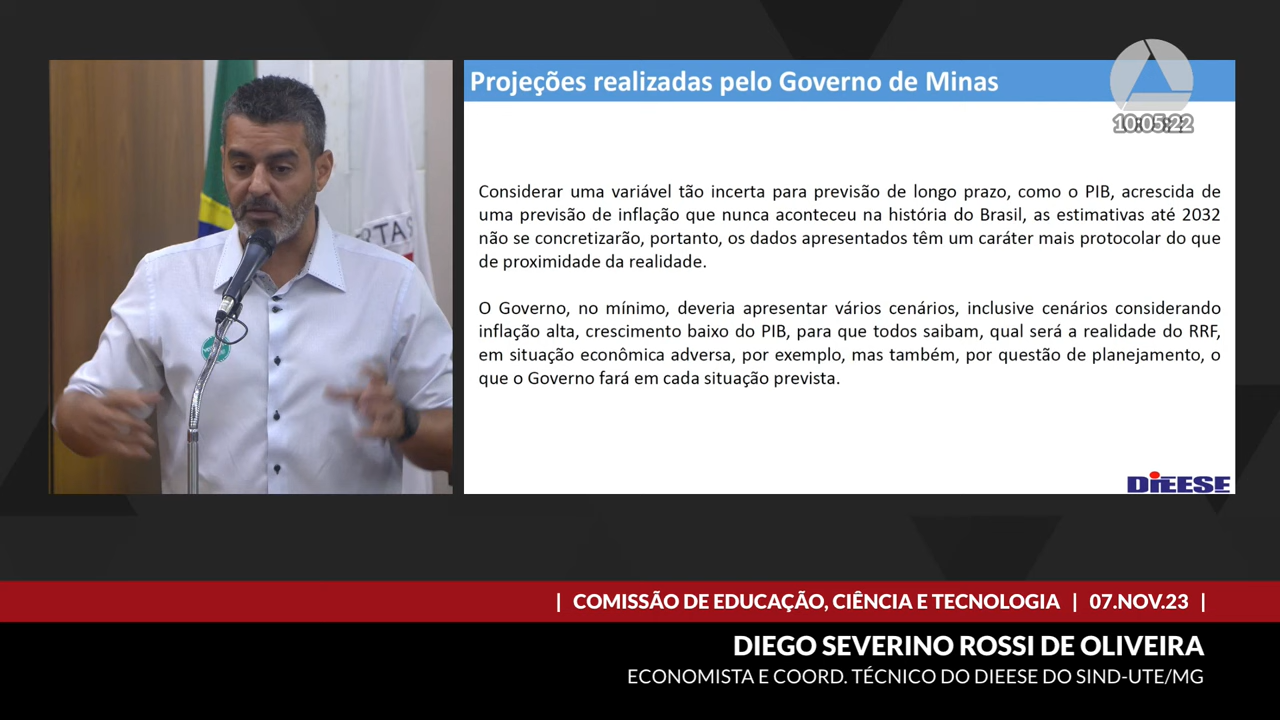 Projeções realizadas pelo Governo de Minas
10:05:22
Considerar uma variável tão incerta para previsão de longo prazo, como o PIB, acrescida de
uma previsão de inflação que nunca aconteceu na história do Brasil, as estimativas até 2032
não se concretizarão, portanto, os dados apresentados têm um caráter mais protocolar do que
de proximidade da realidade.
O Governo, no mínimo, deveria apresentar vários cenários, inclusive cenários considerando
inflação alta, crescimento baixo do PIB, para que todos saibam, qual será a realidade do RRF,
em situação econômica adversa, por exemplo, mas também, por questão de planejamento, o
que o Governo fará em cada situação prevista.
DIEESE
| COMISSÃO DE EDUCAÇÃO, CIÊNCIA E TECNOLOGIA | 07.NOV.23 |
DIEGO SEVERINO ROSSI DE OLIVEIRA
ECONOMISTA E COORD. TÉCNICO DO DIEESE DO SIND-UTE/MG